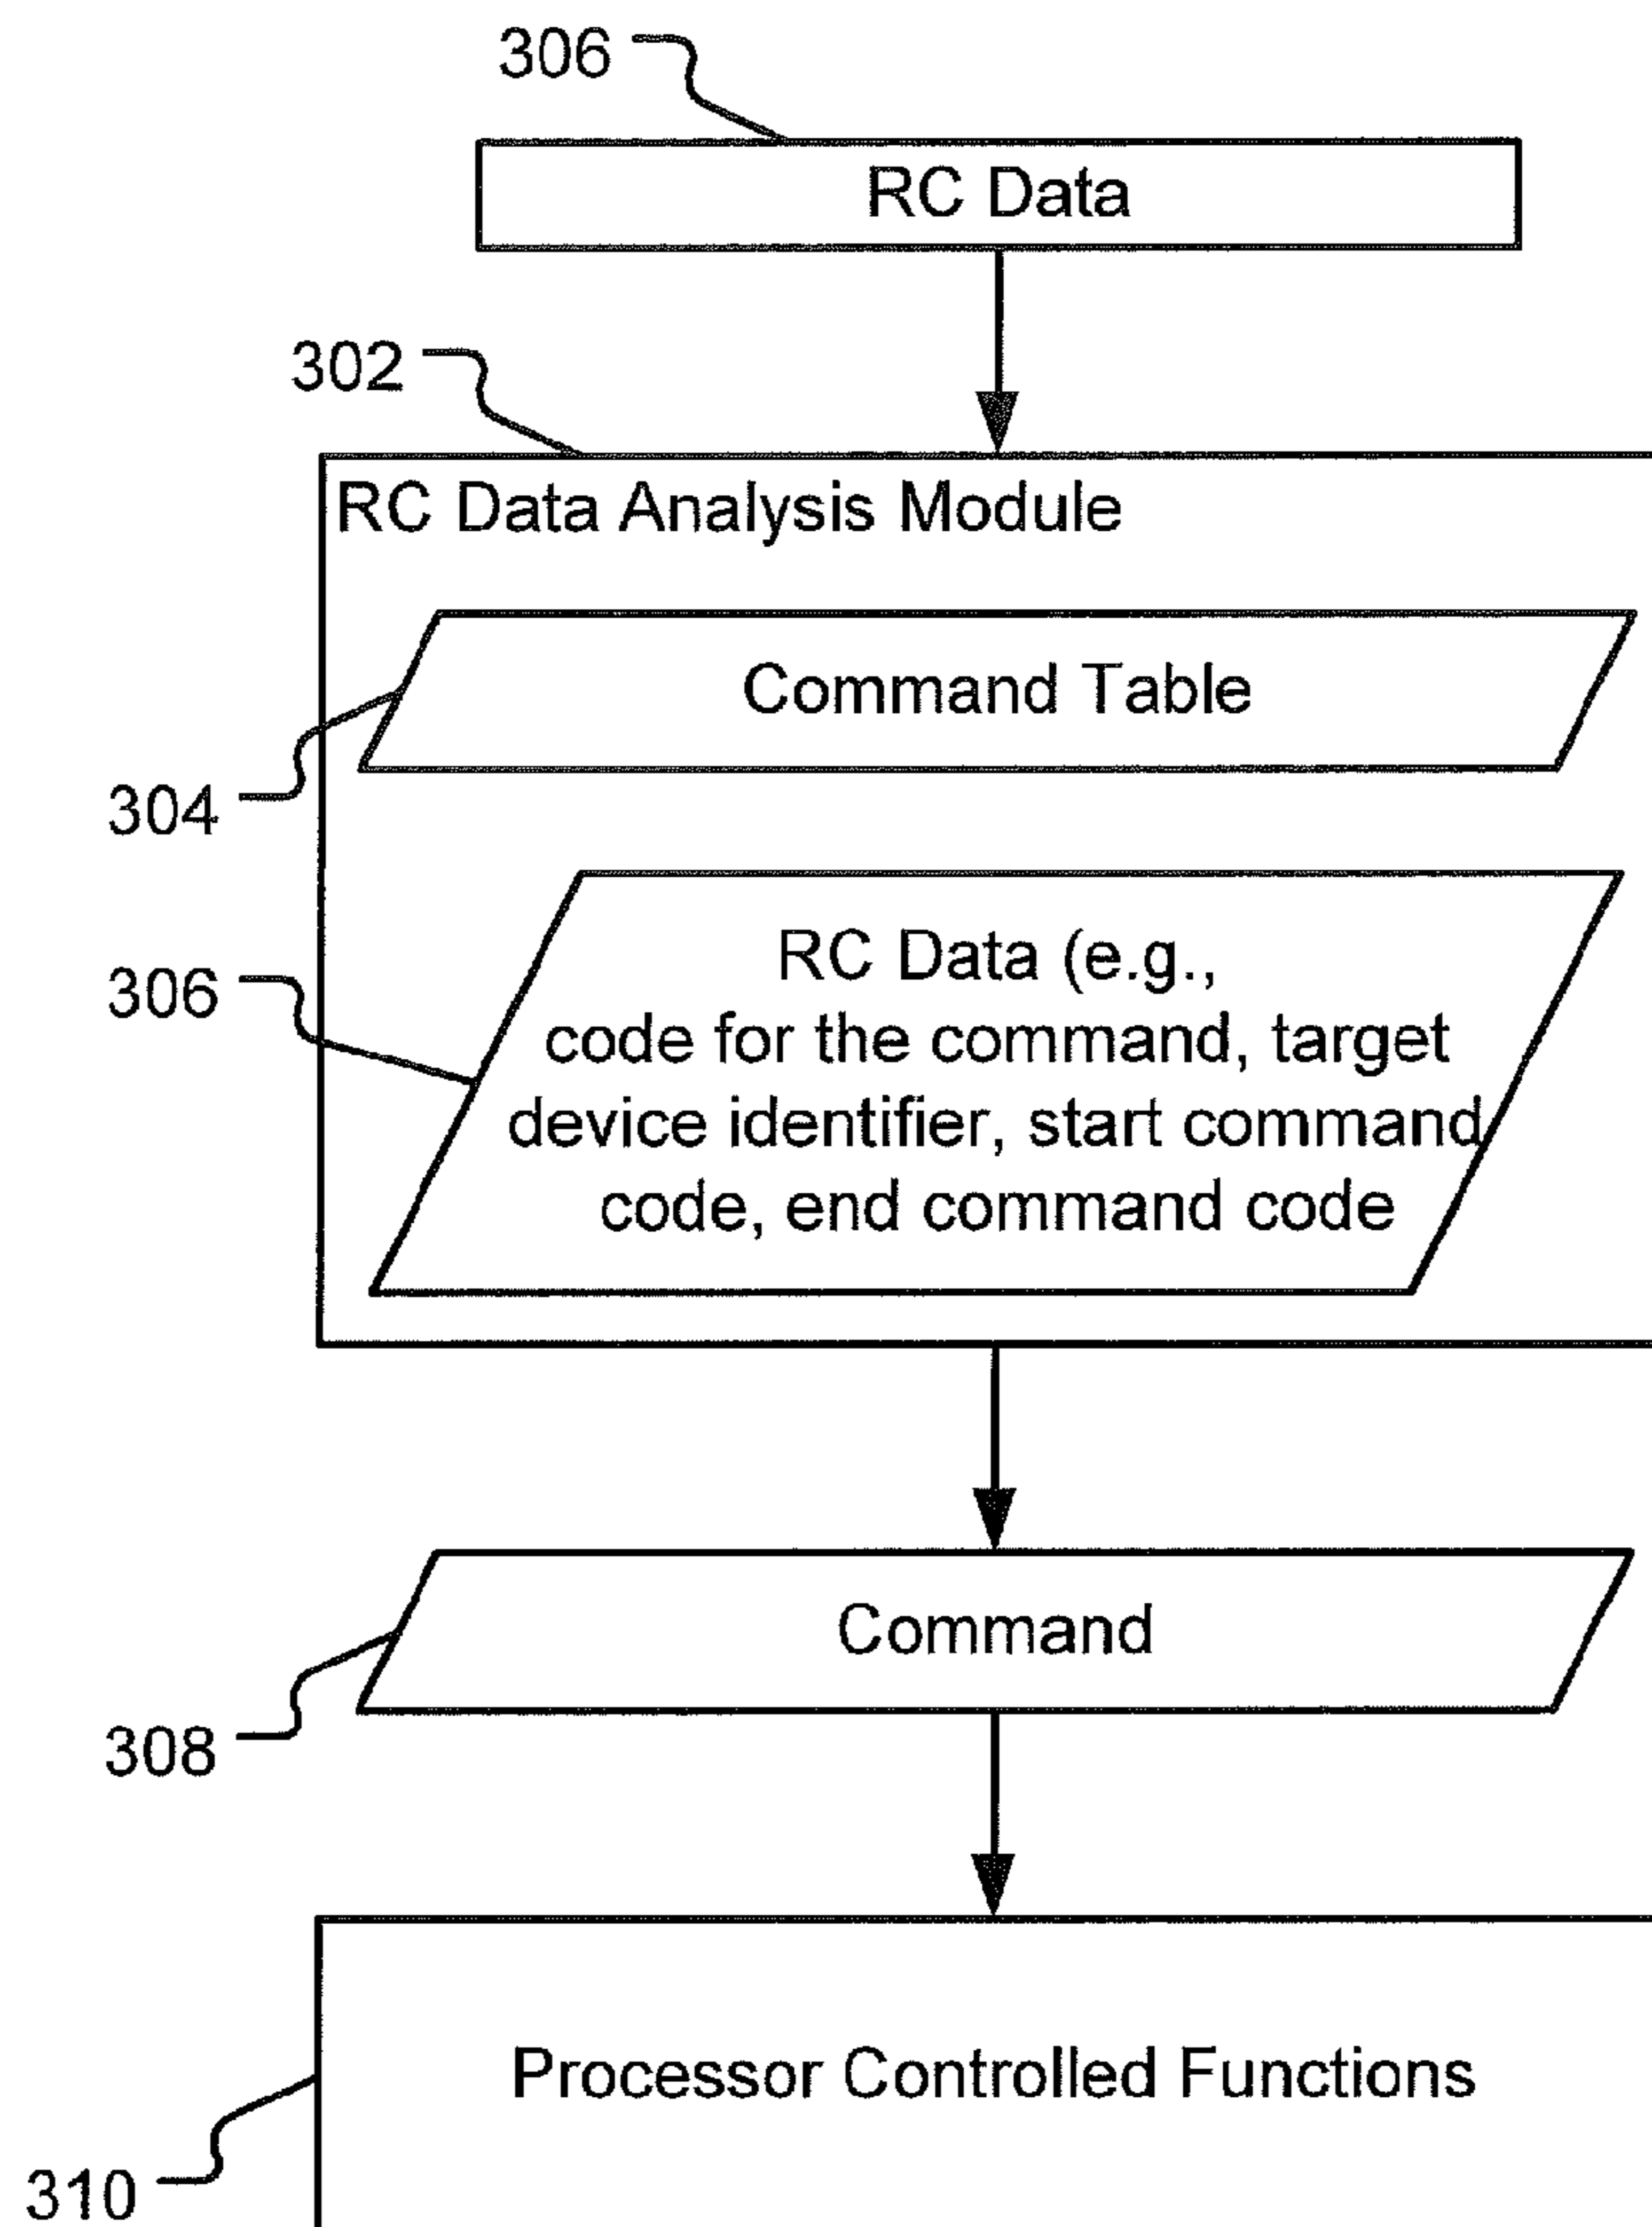 306
RC Data
302
RC Data Analysis Module
Command Table
304
RC Data (e.g.,
306
code for the command, target
device identifier, start command
code, end command code
Command
308
Processor Controlled Functions
310